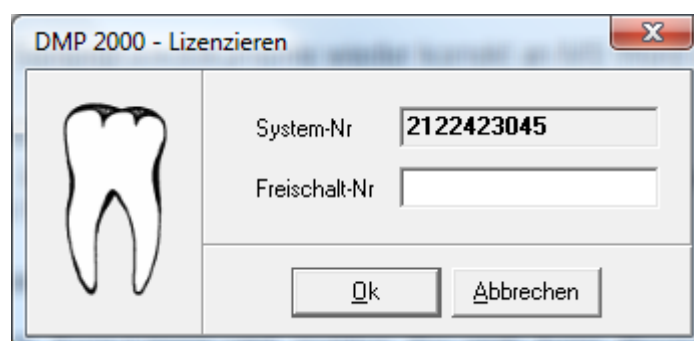 DMP 2000 - Lizenzieren
System-Nr 2122423045
Freischalt-Nr
Ok Abbrechen